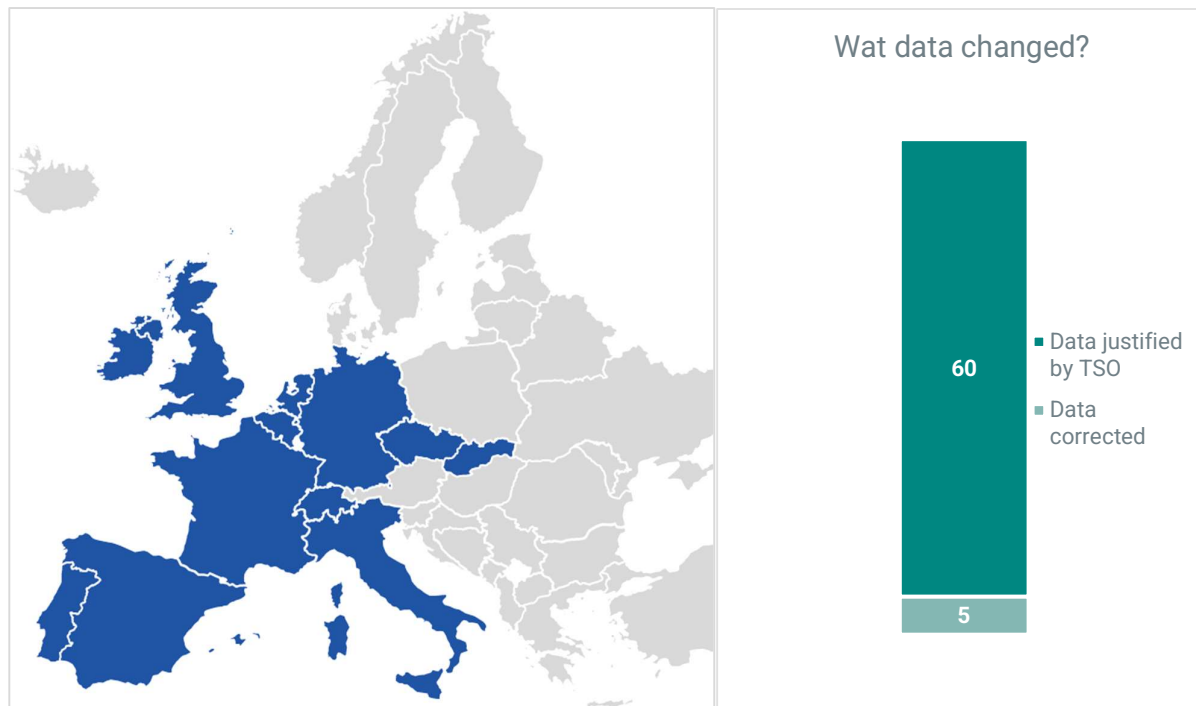 Wat data changed?
60
Data justified
by TSO
Data
corrected
5